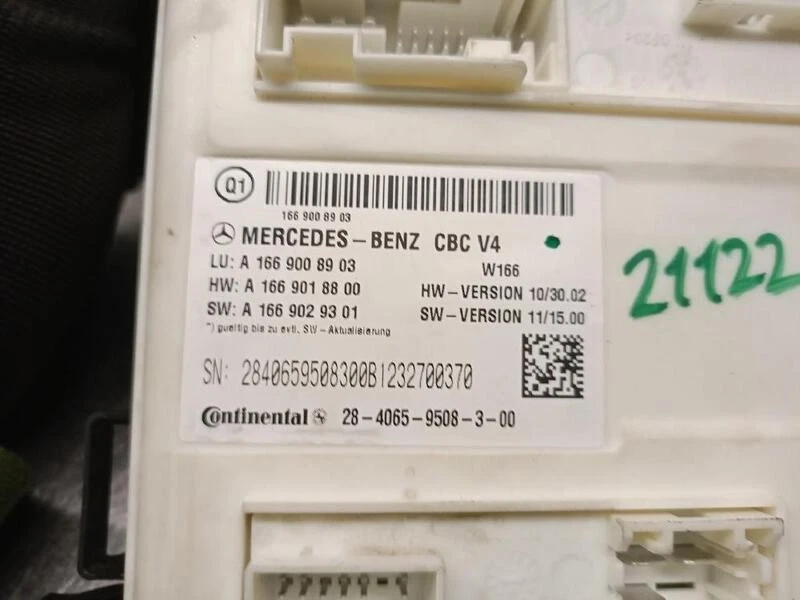 Q1
166 900 89 03
MERCEDES-BENZ CBC V4
LU: A 166 900 89 03 W166
HW: A 166 901 88 00 HW-VERSION 10/30.02
SW: A 166 902 93 01 SW-VERSION 11/15.00
*) gueltig bis zu evtl. SW-Aktualisierung
21122
SN: 2840659508300B1232700370
Continental 28-4065-9508-3-00